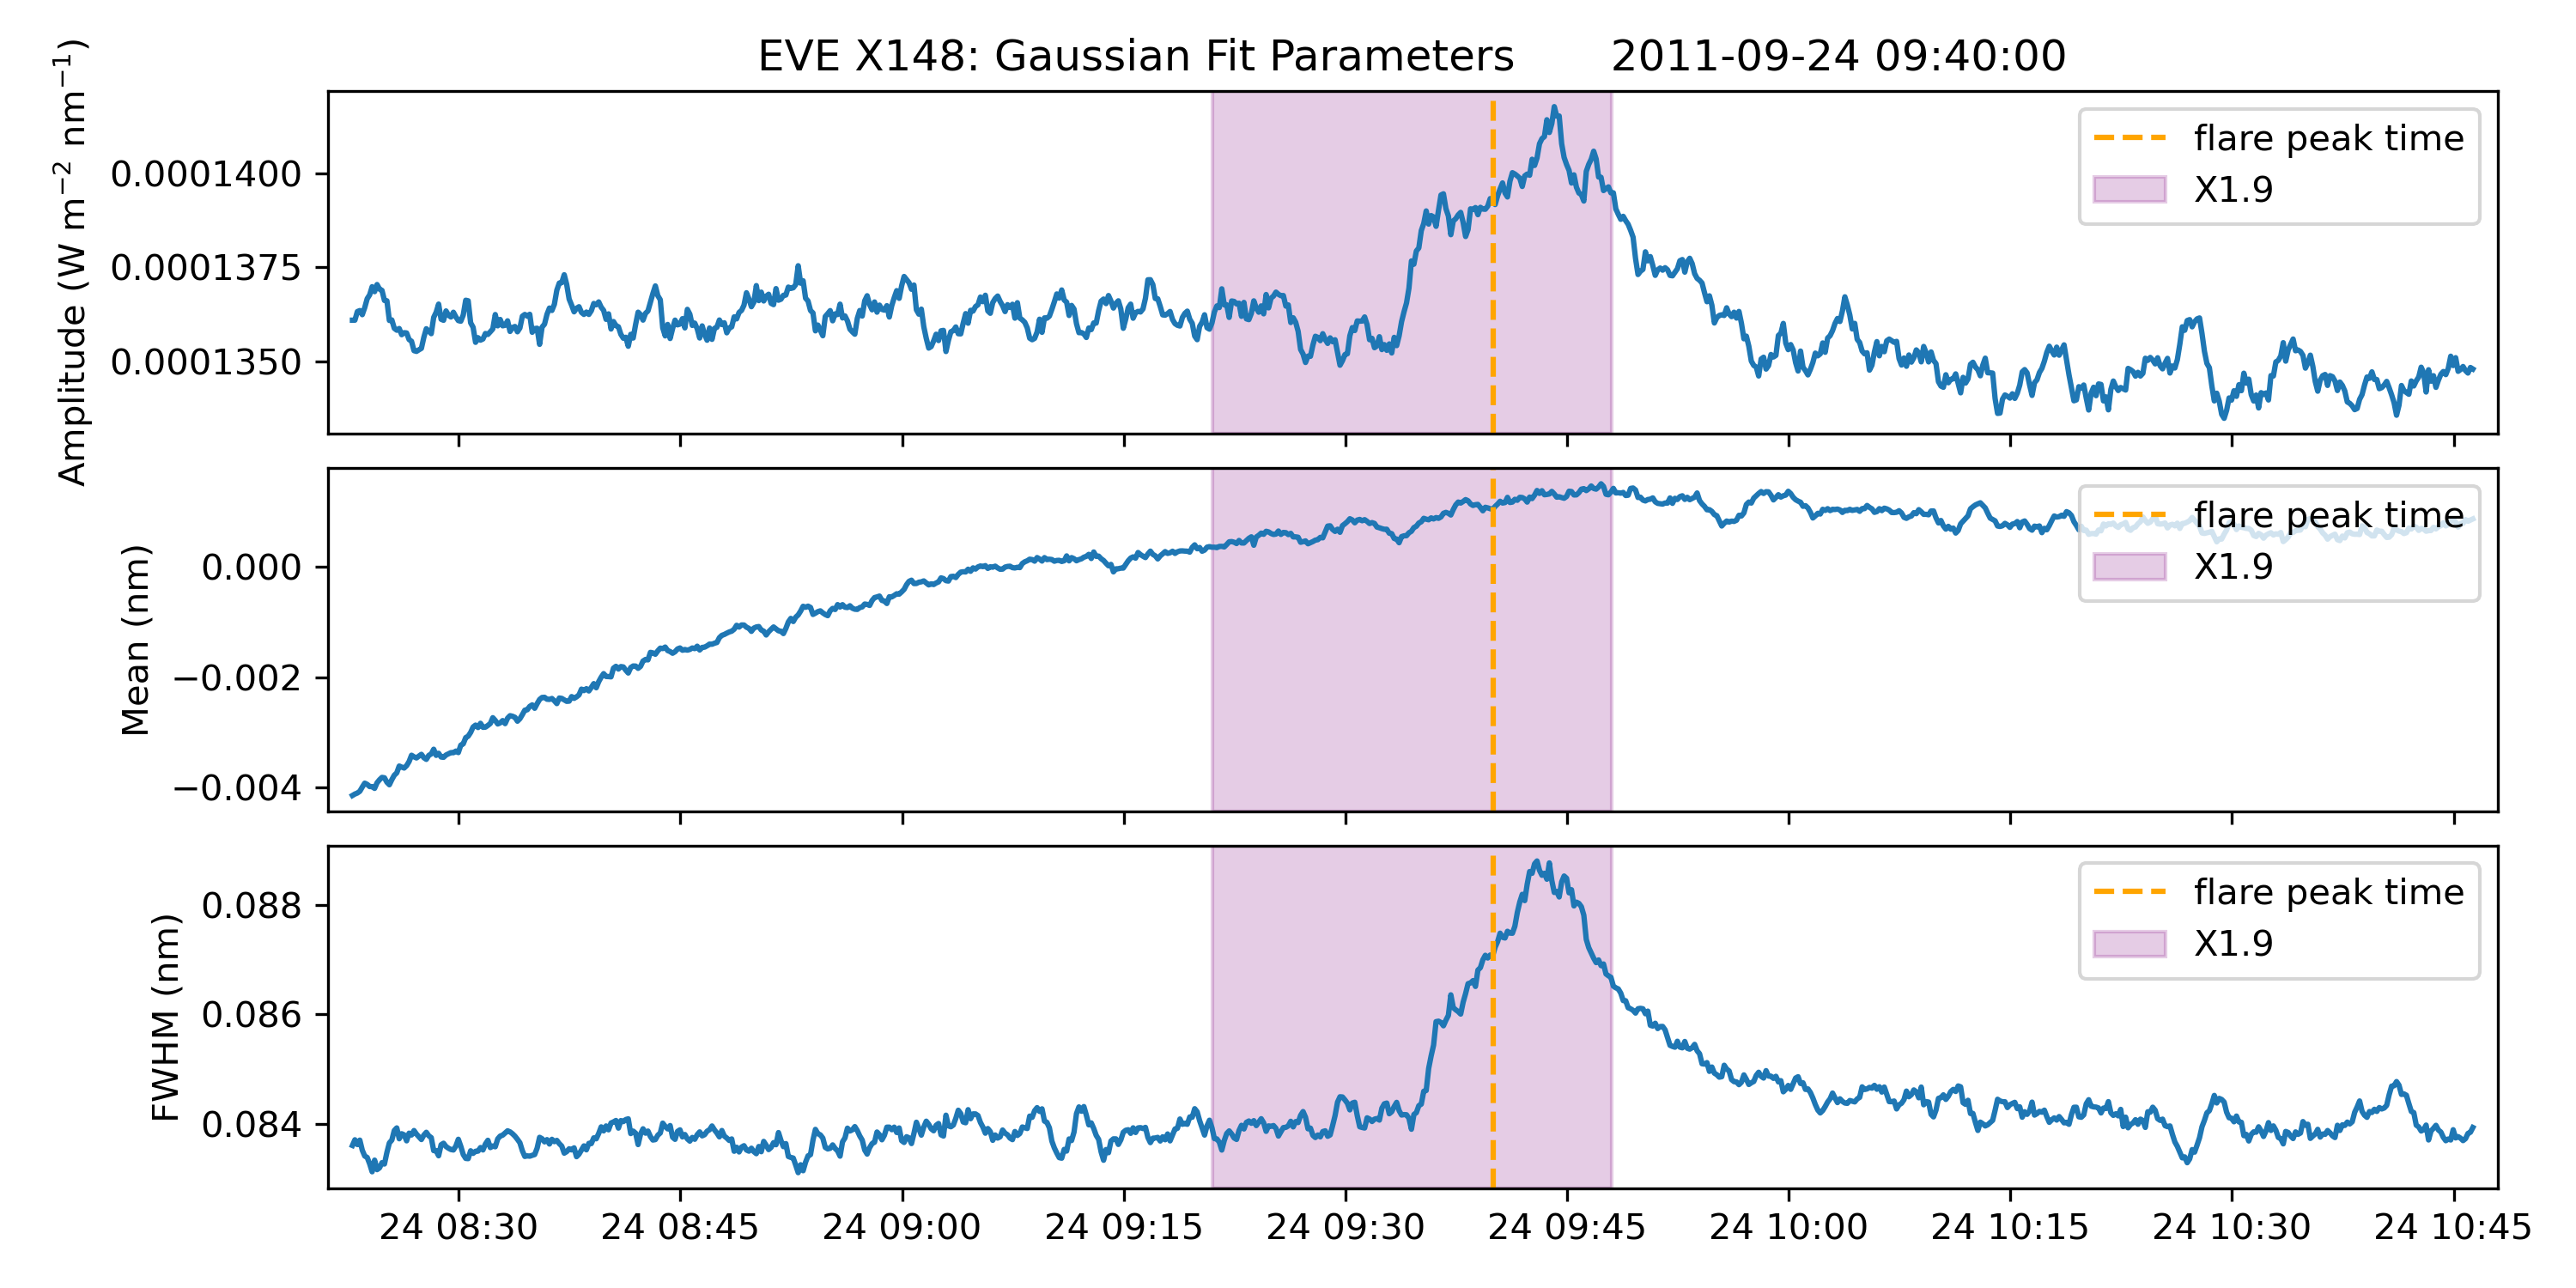 EVE X148: Gaussian Fit Parameters 2011-09-24 09:40:00
Amplitude (W m⁻² nm⁻¹)
0.0001400
0.0001375
0.0001350
flare peak time
X1.9
Mean (nm)
0.000
−0.002
−0.004
flare peak time
X1.9
FWHM (nm)
0.088
0.086
0.084
flare peak time
X1.9
24 08:30 24 08:45 24 09:00 24 09:15 24 09:30 24 09:45 24 10:00 24 10:15 24 10:30 24 10:45